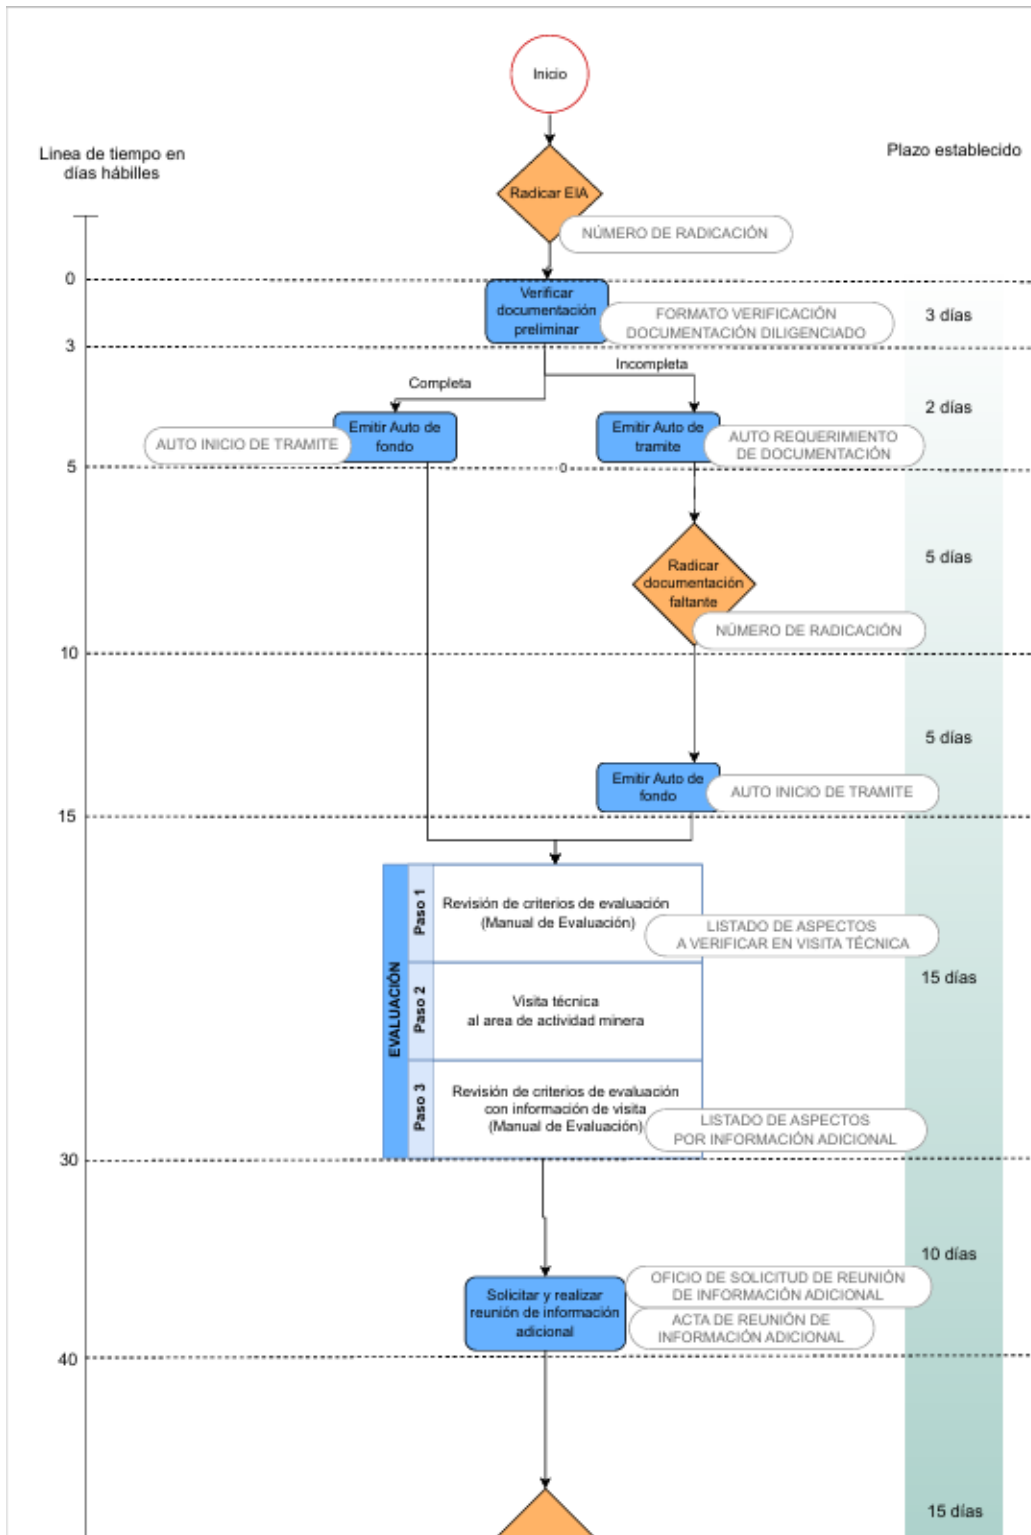 Inicio
Linea de tiempo en
días hábilles
Plazo establecido
Radicar EIA
NÚMERO DE RADICACIÓN
0
Verificar
documentación
preliminar
FORMATO VERIFICACIÓN
DOCUMENTACIÓN DILIGENCIADO
3 días
3
Completa
Incompleta
2 días
AUTO INICIO DE TRAMITE
Emitir Auto de
fondo
Emitir Auto de
tramite
AUTO REQUERIMIENTO
DE DOCUMENTACIÓN
5
0
5 días
Radicar
documentación
faltante
NÚMERO DE RADICACIÓN
10
5 días
Emitir Auto de
fondo
AUTO INICIO DE TRAMITE
15
EVALUACIÓN
Paso 1
Revisión de criterios de evaluación
(Manual de Evaluación)
LISTADO DE ASPECTOS
A VERIFICAR EN VISITA TÉCNICA
15 días
Paso 2
Visita técnica
al area de actividad minera
Paso 3
Revisión de criterios de evaluación
con información de visita
(Manual de Evaluación)
LISTADO DE ASPECTOS
POR INFORMACIÓN ADICIONAL
30
10 días
Solicitar y realizar
reunión de información
adicional
OFICIO DE SOLICITUD DE REUNIÓN
DE INFORMACIÓN ADICIONAL
ACTA DE REUNIÓN DE
INFORMACIÓN ADICIONAL
40
15 días